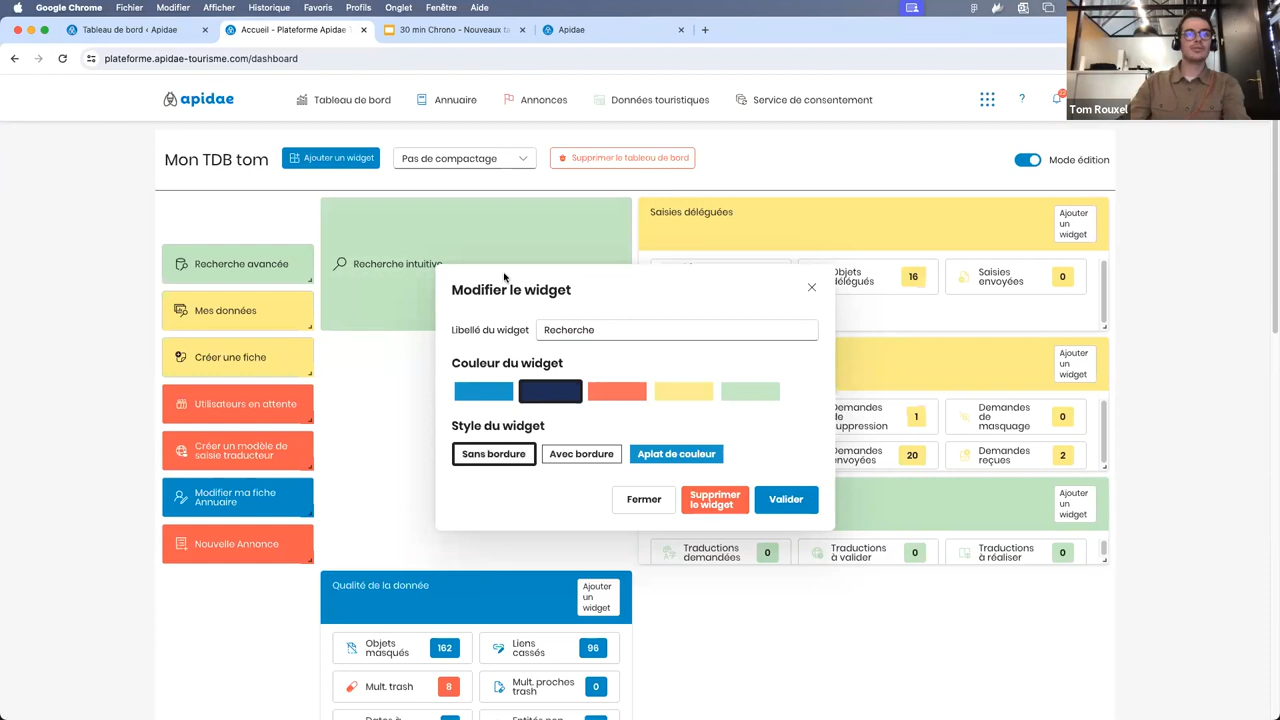 Google Chrome Fichier Modifier Présentation Historique Favoris Profils Onglet Fenêtre Aide
Tableau de bord ‹ Apidae
Accueil - Plateforme Apidae T
30 min Chrono - Nouveaux ta
Apidae
plateforme.apidae-tourisme.com/dashboard
apidae
Tableau de bord
Annuaire
Annonces
Données touristiques
Service de consentement
?
Tom Rouxel
Mon TDB tom
Ajouter un widget
Pas de compactage
Supprimer le tableau de bord
Mode édition
Recherche avancée
Mes données
Créer une fiche
Utilisateurs en attente
Créer un modèle de
saisie traducteur
Modifier ma fiche
Annuaire
Nouvelle Annonce
Recherche intuitive
Saisies déléguées
Ajouter
un
widget
Objets
délégués
16
Saisies
envoyées
0
Modifier le widget
Libellé du widget
Recherche
Couleur du widget
Style du widget
Sans bordure
Avec bordure
Aplat de couleur
Fermer
Supprimer
le widget
Valider
Ajouter
un
widget
Demandes
de
suppression
1
Demandes
de
masquage
0
Demandes
envoyées
20
Demandes
reçues
2
Ajouter
un
widget
Traductions
demandées
0
Traductions
à valider
0
Traductions
à réaliser
0
Qualité de la donnée
Ajouter
un
widget
Objets
masqués
162
Liens
cassés
96
Mult. trash
8
Mult. proches
trash
0
Dates à
Entités non